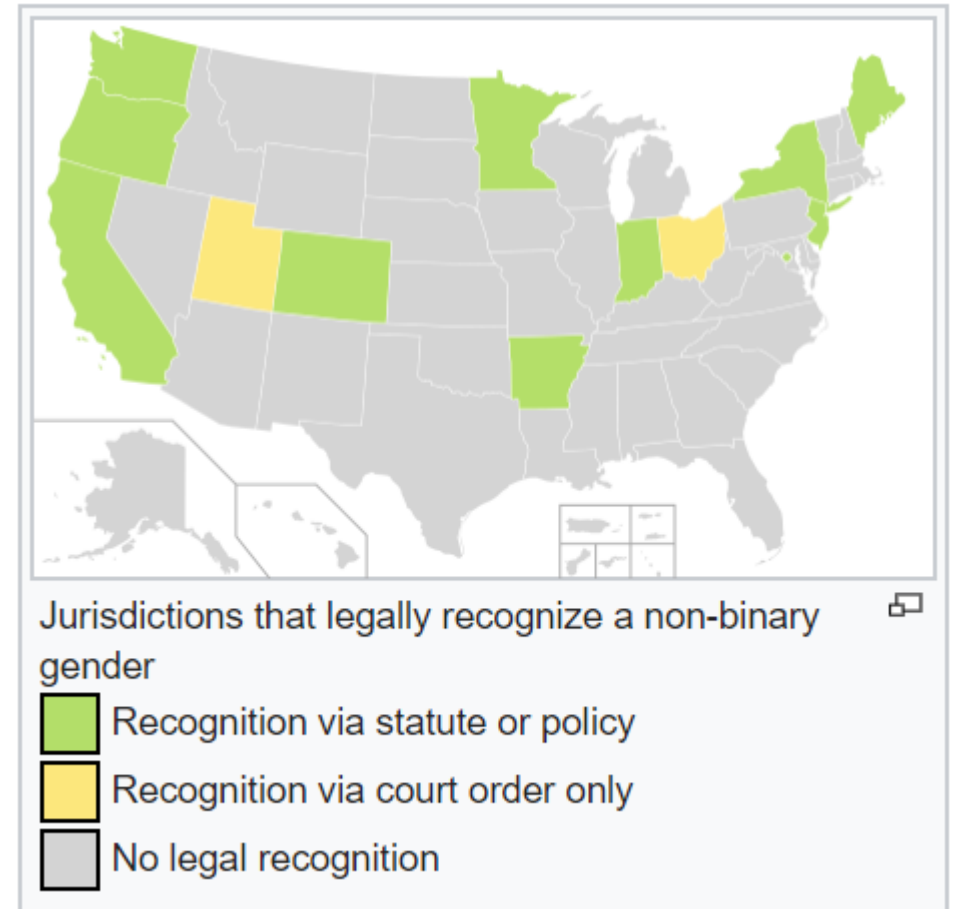 Jurisdictions that legally recognize a non-binary
gender
Recognition via statute or policy
Recognition via court order only
No legal recognition